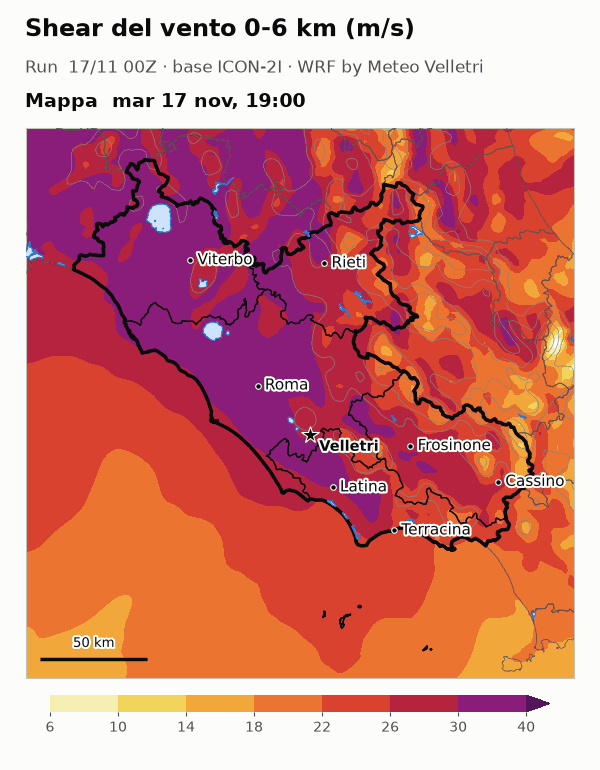 Shear del vento 0-6 km (m/s)
Run 17/11 00Z · base ICON-2I · WRF by Meteo Velletri
Mappa mar 17 nov, 19:00
Viterbo
Rieti
Roma
Velletri
Frosinone
Cassino
Latina
Terracina
50 km
6 10 14 18 22 26 30 40